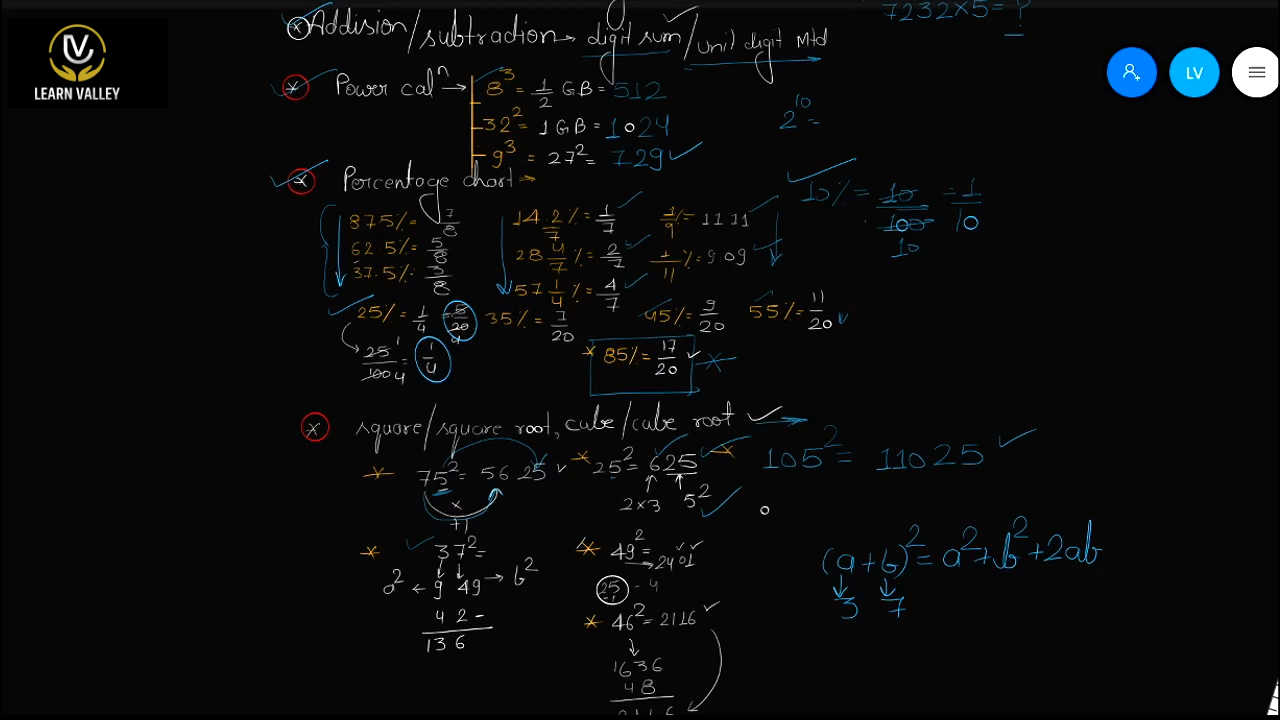 7232×5 = ?
* Addision/subtraction → digit sum/unit digit Mtd
LEARN VALLEY
LV
* Power calⁿ → 8³ = 1/2 GB = 512
32² = 1 GB = 1024
9³ = 27² = 729
2¹⁰ =
* Percentage chart →
10% = 10/100 = 1/10
10
87.5% = 7/8
14 2/7 % = 1/7
1/9 % = 11 11
62.5% = 5/8
28 4/7 % = 2/7
1/11 % = 9 09
37.5% = 3/8
57 1/4 % = 4/7
25% = 1/4 = 5/20
35% = 7/20
45% = 9/20
55% = 11/20
25/100 = 1/4
* 85% = 17/20
* square/square root, cube/cube root
* 75² = 5625
* 25² = 625
* 105² = 11025
2×3 5²
×
+1
* 37² =
* 49² = 2401
(a+b)² = a²+b²+2ab
a² ← 9 49 → b²
25 - 4
3 7
4 2 -
* 46² = 2116
136
1636
48
2116